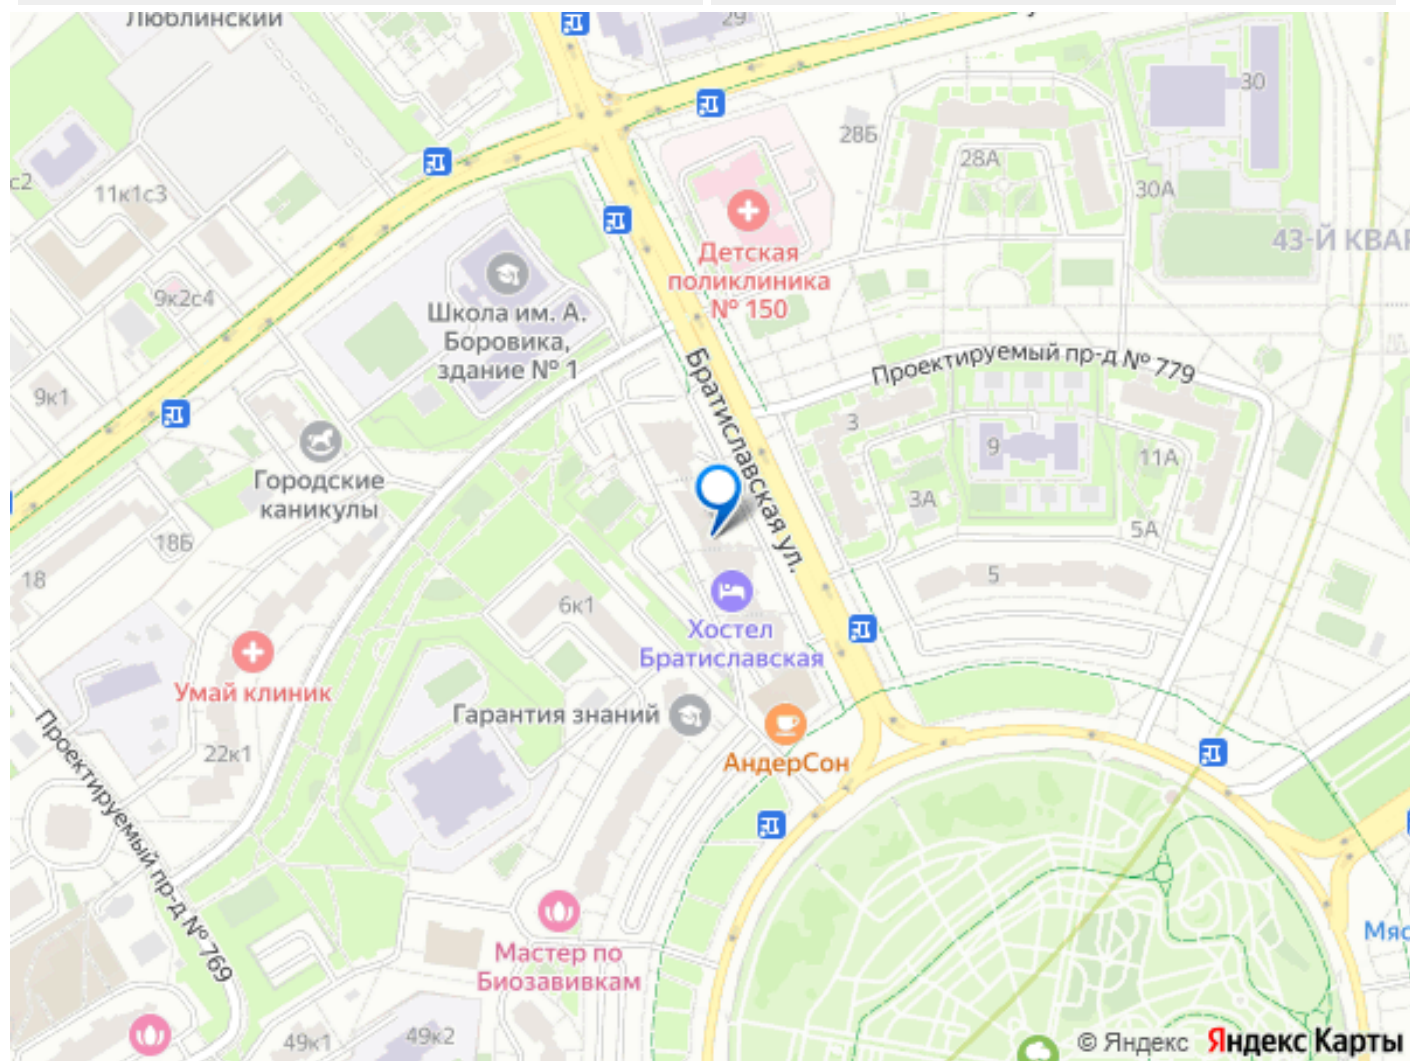 Люблинский
29
30
28Б
28А
с2
11к1с3
30А
Детская
поликлиника
№ 150
43-Й КВАР
9к2с4
Школа им. А.
Боровика,
здание № 1
Братиславская ул.
Проектируемый пр-д № 779
9к1
3
9
11А
Городские
каникулы
3А
5А
18Б
18
5
6к1
Хостел
Братиславская
Умай клиник
Гарантия знаний
22к1
АндерСон
Проектируемый пр-д № 769
Мяс
Мастер по
Биозавивкам
49к1
49к2
© Яндекс Яндекс Карты